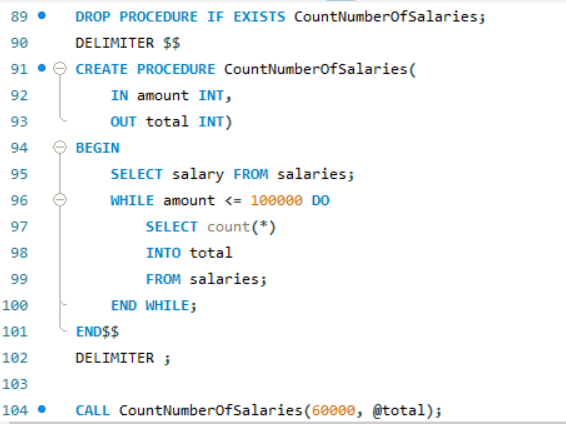 89 DROP PROCEDURE IF EXISTS CountNumberOfSalaries;
90 DELIMITER $$
91 CREATE PROCEDURE CountNumberOfSalaries(
92 IN amount INT,
93 OUT total INT)
94 BEGIN
95 SELECT salary FROM salaries;
96 WHILE amount <= 100000 DO
97 SELECT count(*)
98 INTO total
99 FROM salaries;
100 END WHILE;
101 END$$
102 DELIMITER ;
103
104 CALL CountNumberOfSalaries(60000, @total);